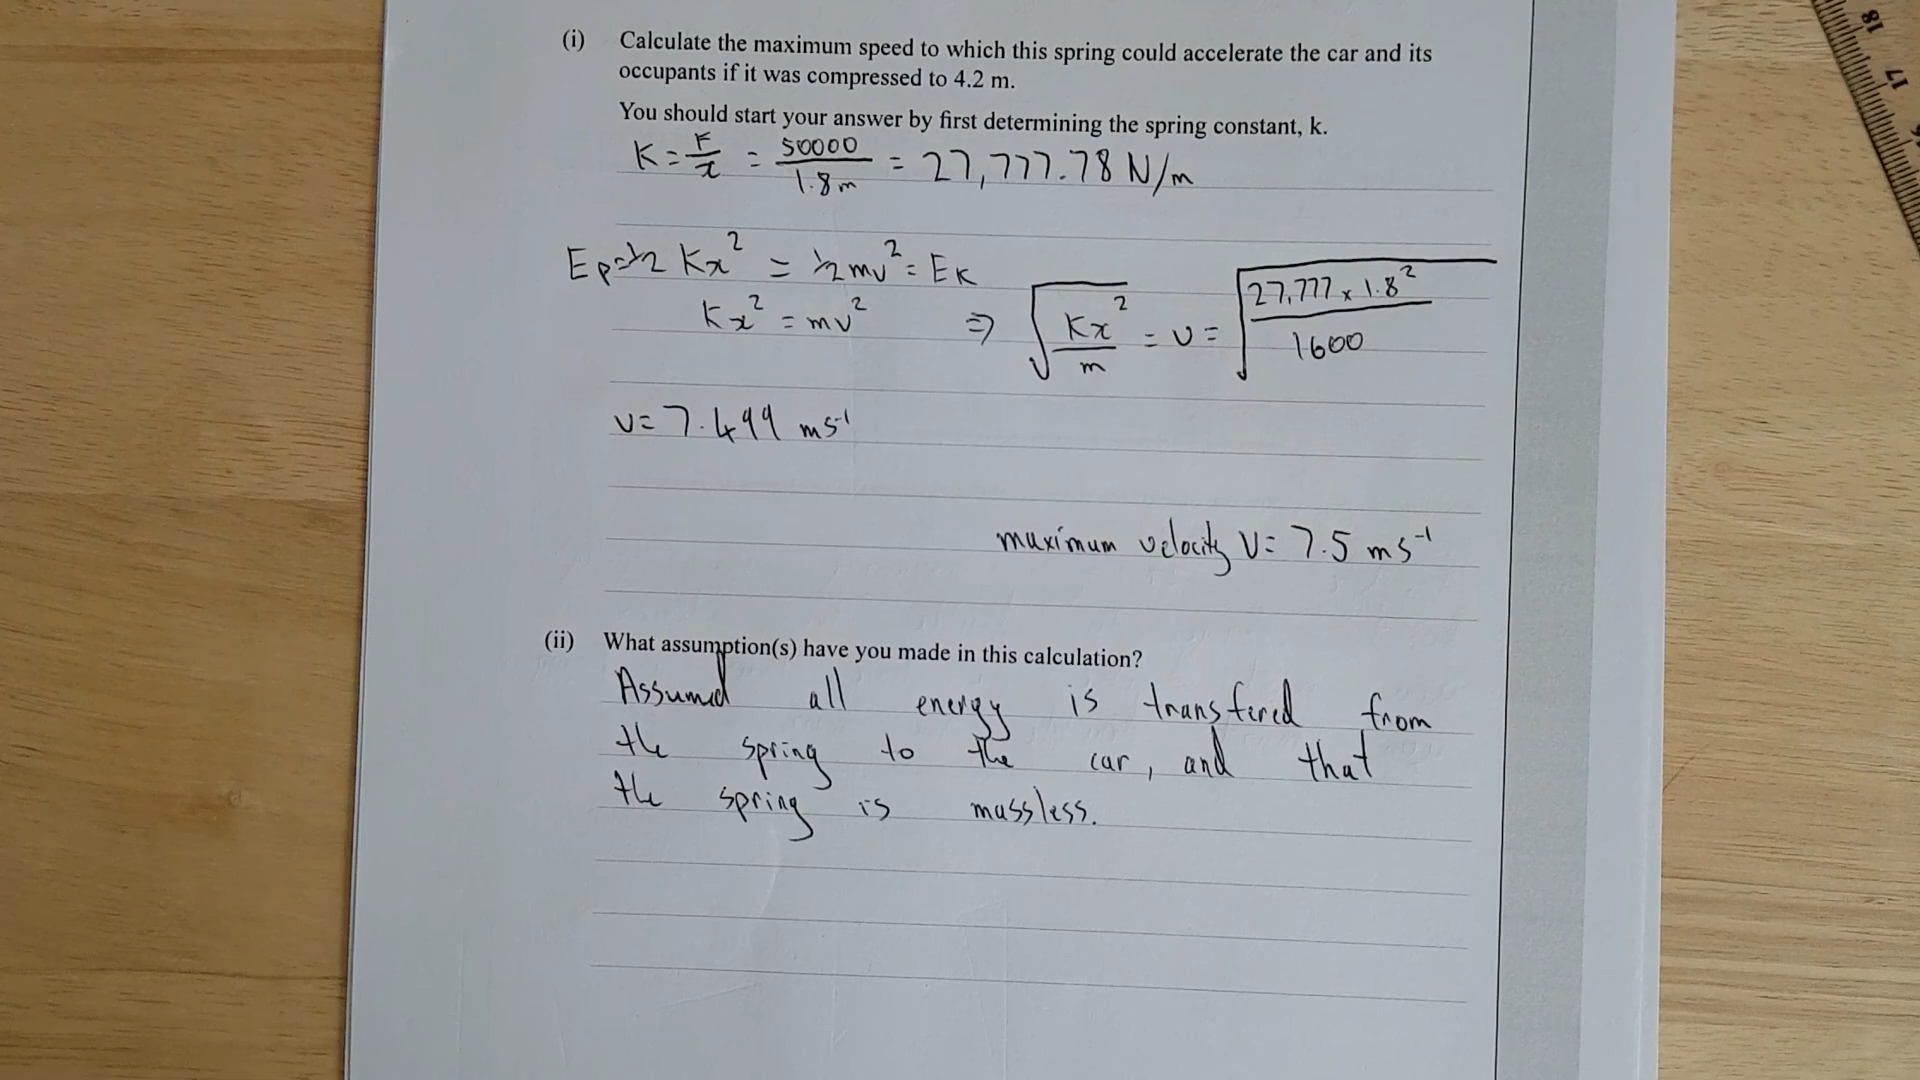 (i) Calculate the maximum speed to which this spring could accelerate the car and its
occupants if it was compressed to 4.2 m.
You should start your answer by first determining the spring constant, k.
K = F/x = 50000/1.8m = 27,777.78 N/m
Ep = ½ Kx² = ½ mv² = EK
Kx² = mv² ⇒ √(Kx²/m) = v = √(27,777 x 1.8²/1600)
v = 7.499 ms⁻¹
maximum velocity V = 7.5 ms⁻¹
(ii) What assumption(s) have you made in this calculation?
Assumed all energy is transfered from
the spring to the car, and that
the spring is massless.
18
17